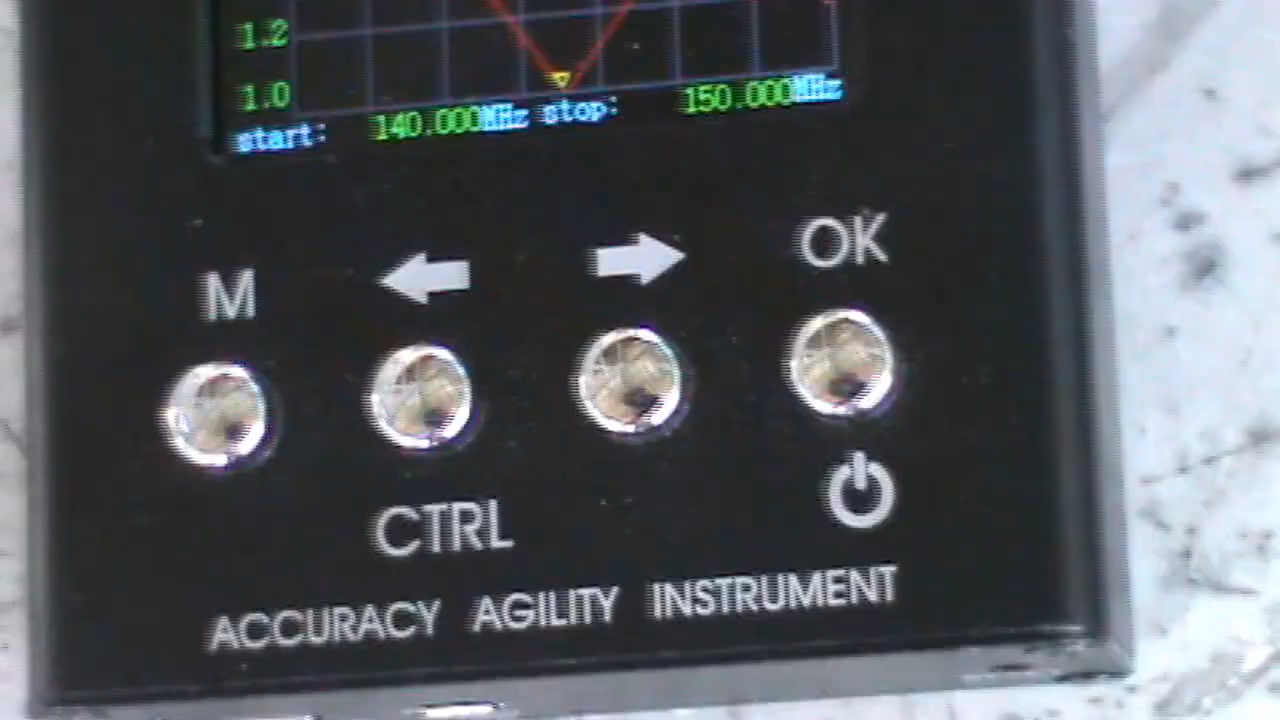 1.2
1.0
start: 140.000MHz stop: 150.000MHz
M OK
CTRL
ACCURACY AGILITY INSTRUMENT